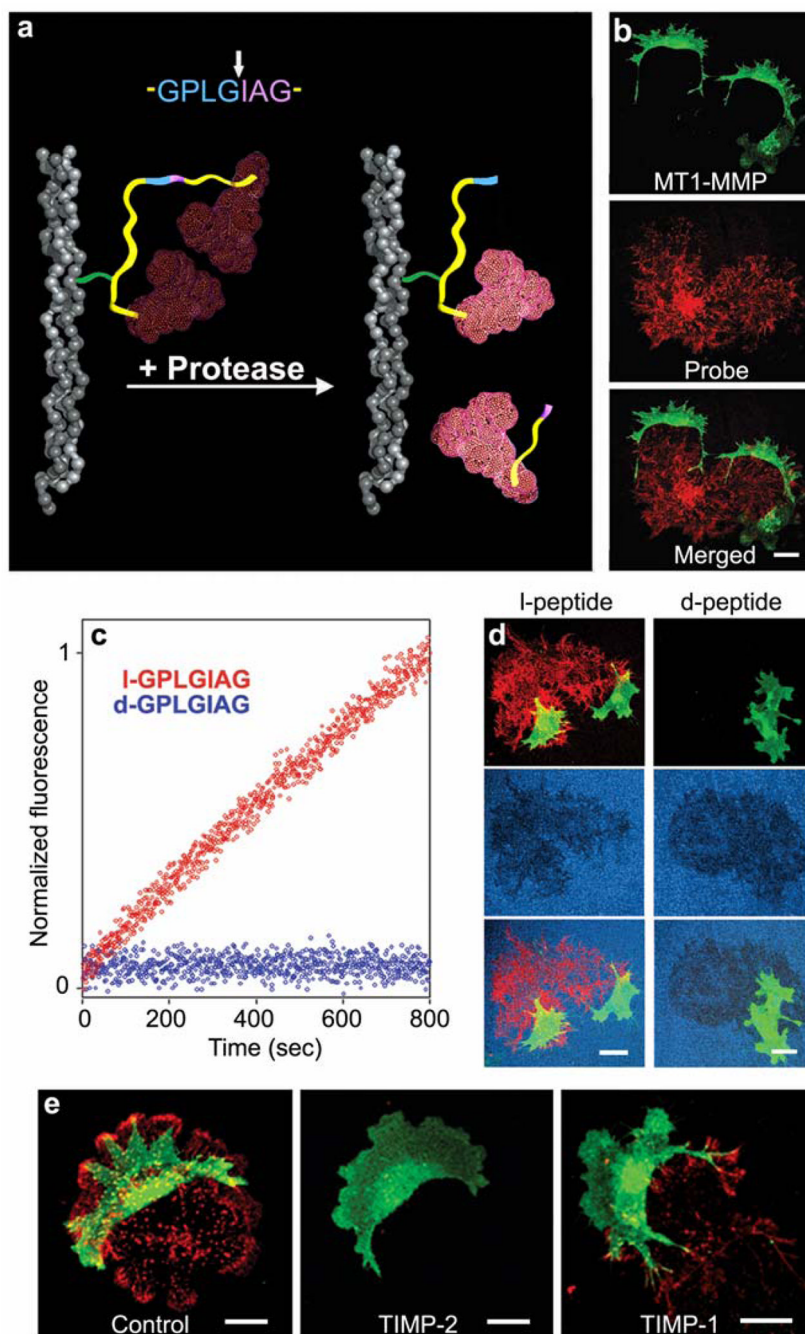 a
-GPLGIAG-
+ Protease
b
MT1-MMP
Probe
Merged
c
l-GPLGIAG
d-GPLGIAG
Normalized fluorescence
1
0
0
200
400
600
800
Time (sec)
l-peptide
d-peptide
d
e
Control
TIMP-2
TIMP-1